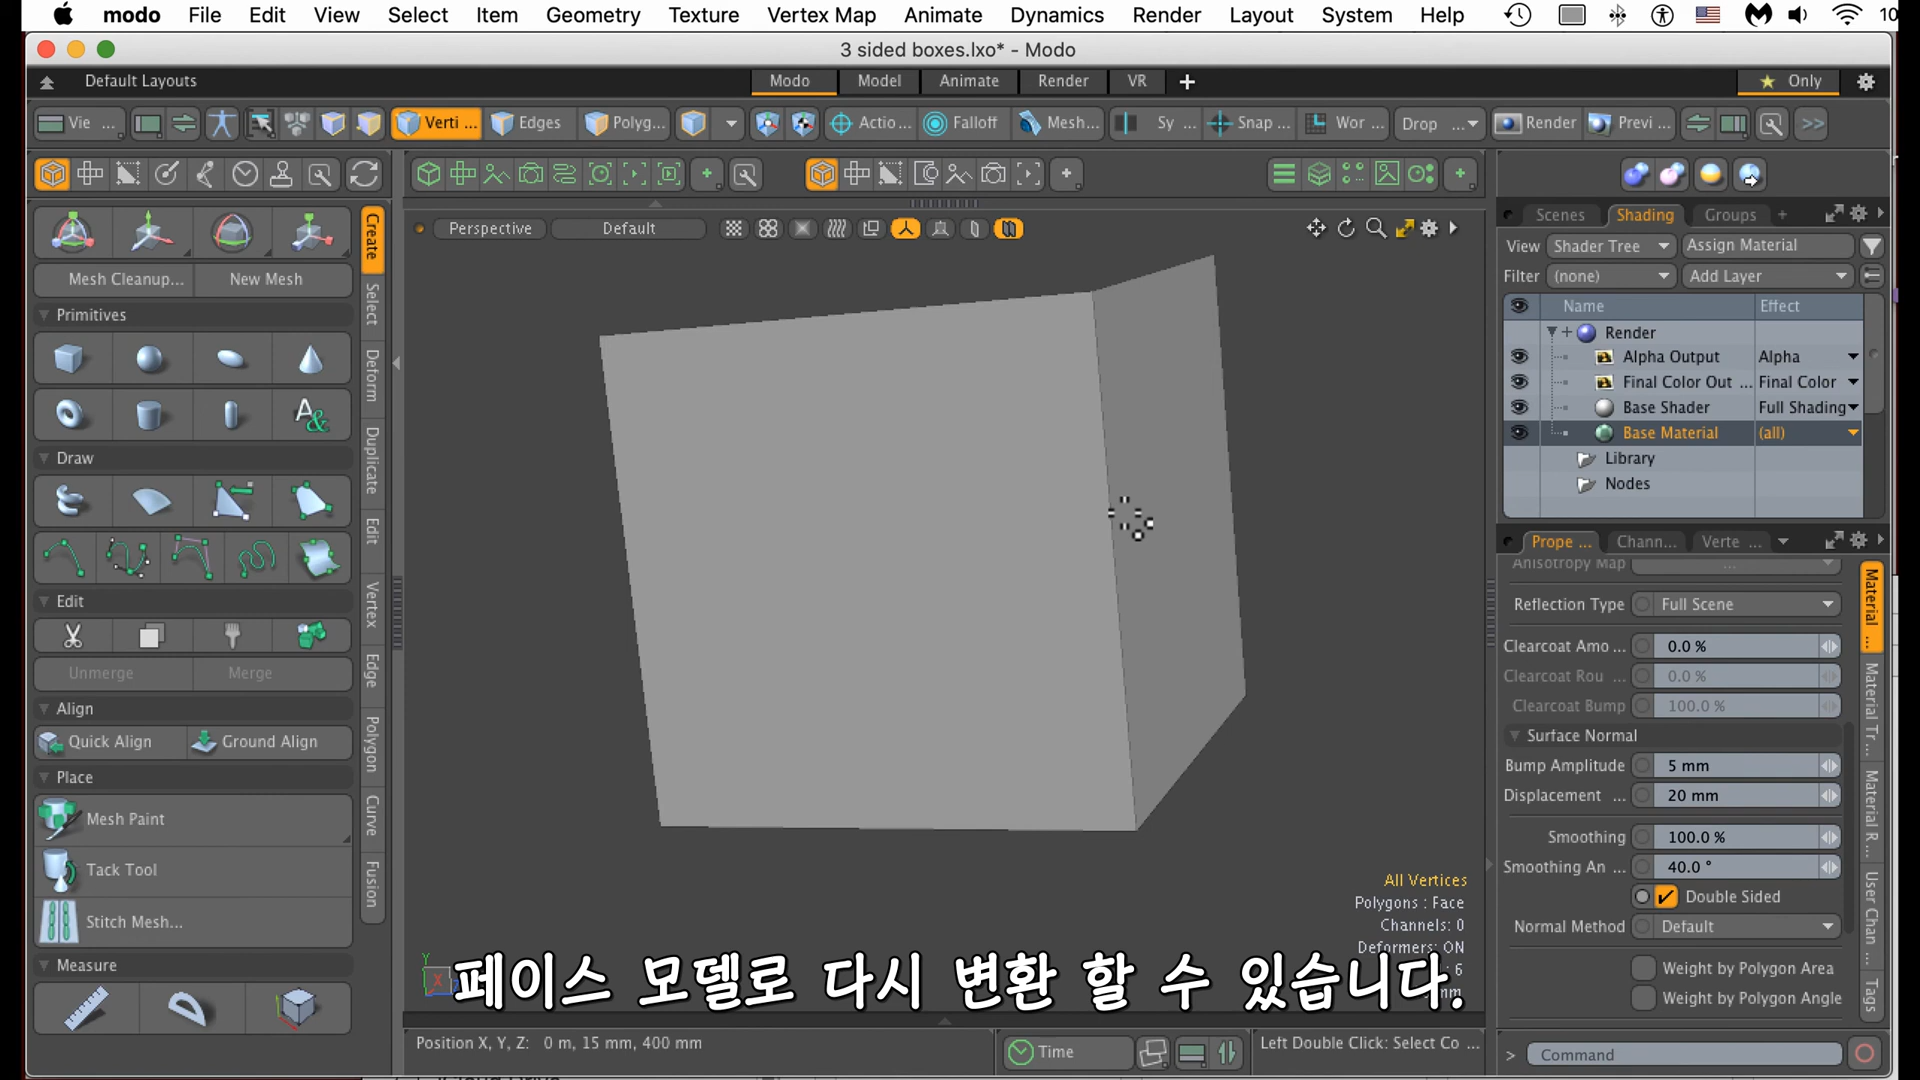 modo File Edit View Select Item Geometry Texture Vertex Map Animate Dynamics Render Layout System Help 10
3 sided boxes.lxo* - Modo
Default Layouts Modo Model Animate Render VR + Only
Vie ... Verti ... Edges Polyg... Actio... Falloff Mesh... Sy ... Snap ... Wor ... Drop ... Render Previ ... >>
Perspective Default
Mesh Cleanup... New Mesh
Primitives
Draw
Edit
Unmerge Merge
Align
Quick Align Ground Align
Place
Mesh Paint
Tack Tool
Stitch Mesh...
Measure
Create
Select
Deform
Duplicate
Edit
Vertex
Edge
Polygon
Curve
Fusion
All Vertices
Polygons : Face
Channels: 0
Deformers: ON
: 6
페이스 모델로 다시 변환 할 수 있습니다.
Position X, Y, Z: 0 m, 15 mm, 400 mm
Time
Left Double Click: Select Co ...
Scenes Shading Groups +
View Shader Tree Assign Material
Filter (none) Add Layer
Name Effect
Render
Alpha Output Alpha
Final Color Out ... Final Color
Base Shader Full Shading
Base Material (all)
Library
Nodes
Prope ... Chann... Verte ...
Anisotropy Map ...
Reflection Type Full Scene
Clearcoat Amo ... 0.0 %
Clearcoat Rou ... 0.0 %
Clearcoat Bump 100.0 %
Surface Normal
Bump Amplitude 5 mm
Displacement ... 20 mm
Smoothing 100.0 %
Smoothing An ... 40.0 °
Double Sided
Normal Method Default
Weight by Polygon Area
Weight by Polygon Angle
Material ...
Material Tr...
Material R...
User Chan ...
Tags
> Command